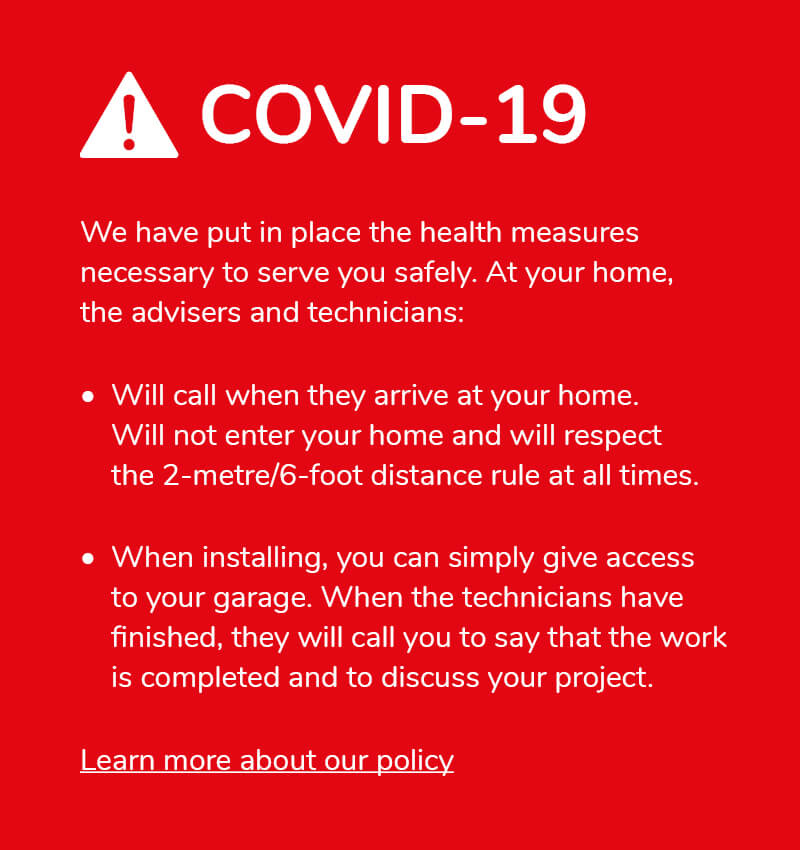 COVID-19
We have put in place the health measures
necessary to serve you safely. At your home,
the advisers and technicians:
• Will call when they arrive at your home.
Will not enter your home and will respect
the 2-metre/6-foot distance rule at all times.
• When installing, you can simply give access
to your garage. When the technicians have
finished, they will call you to say that the work
is completed and to discuss your project.
Learn more about our policy